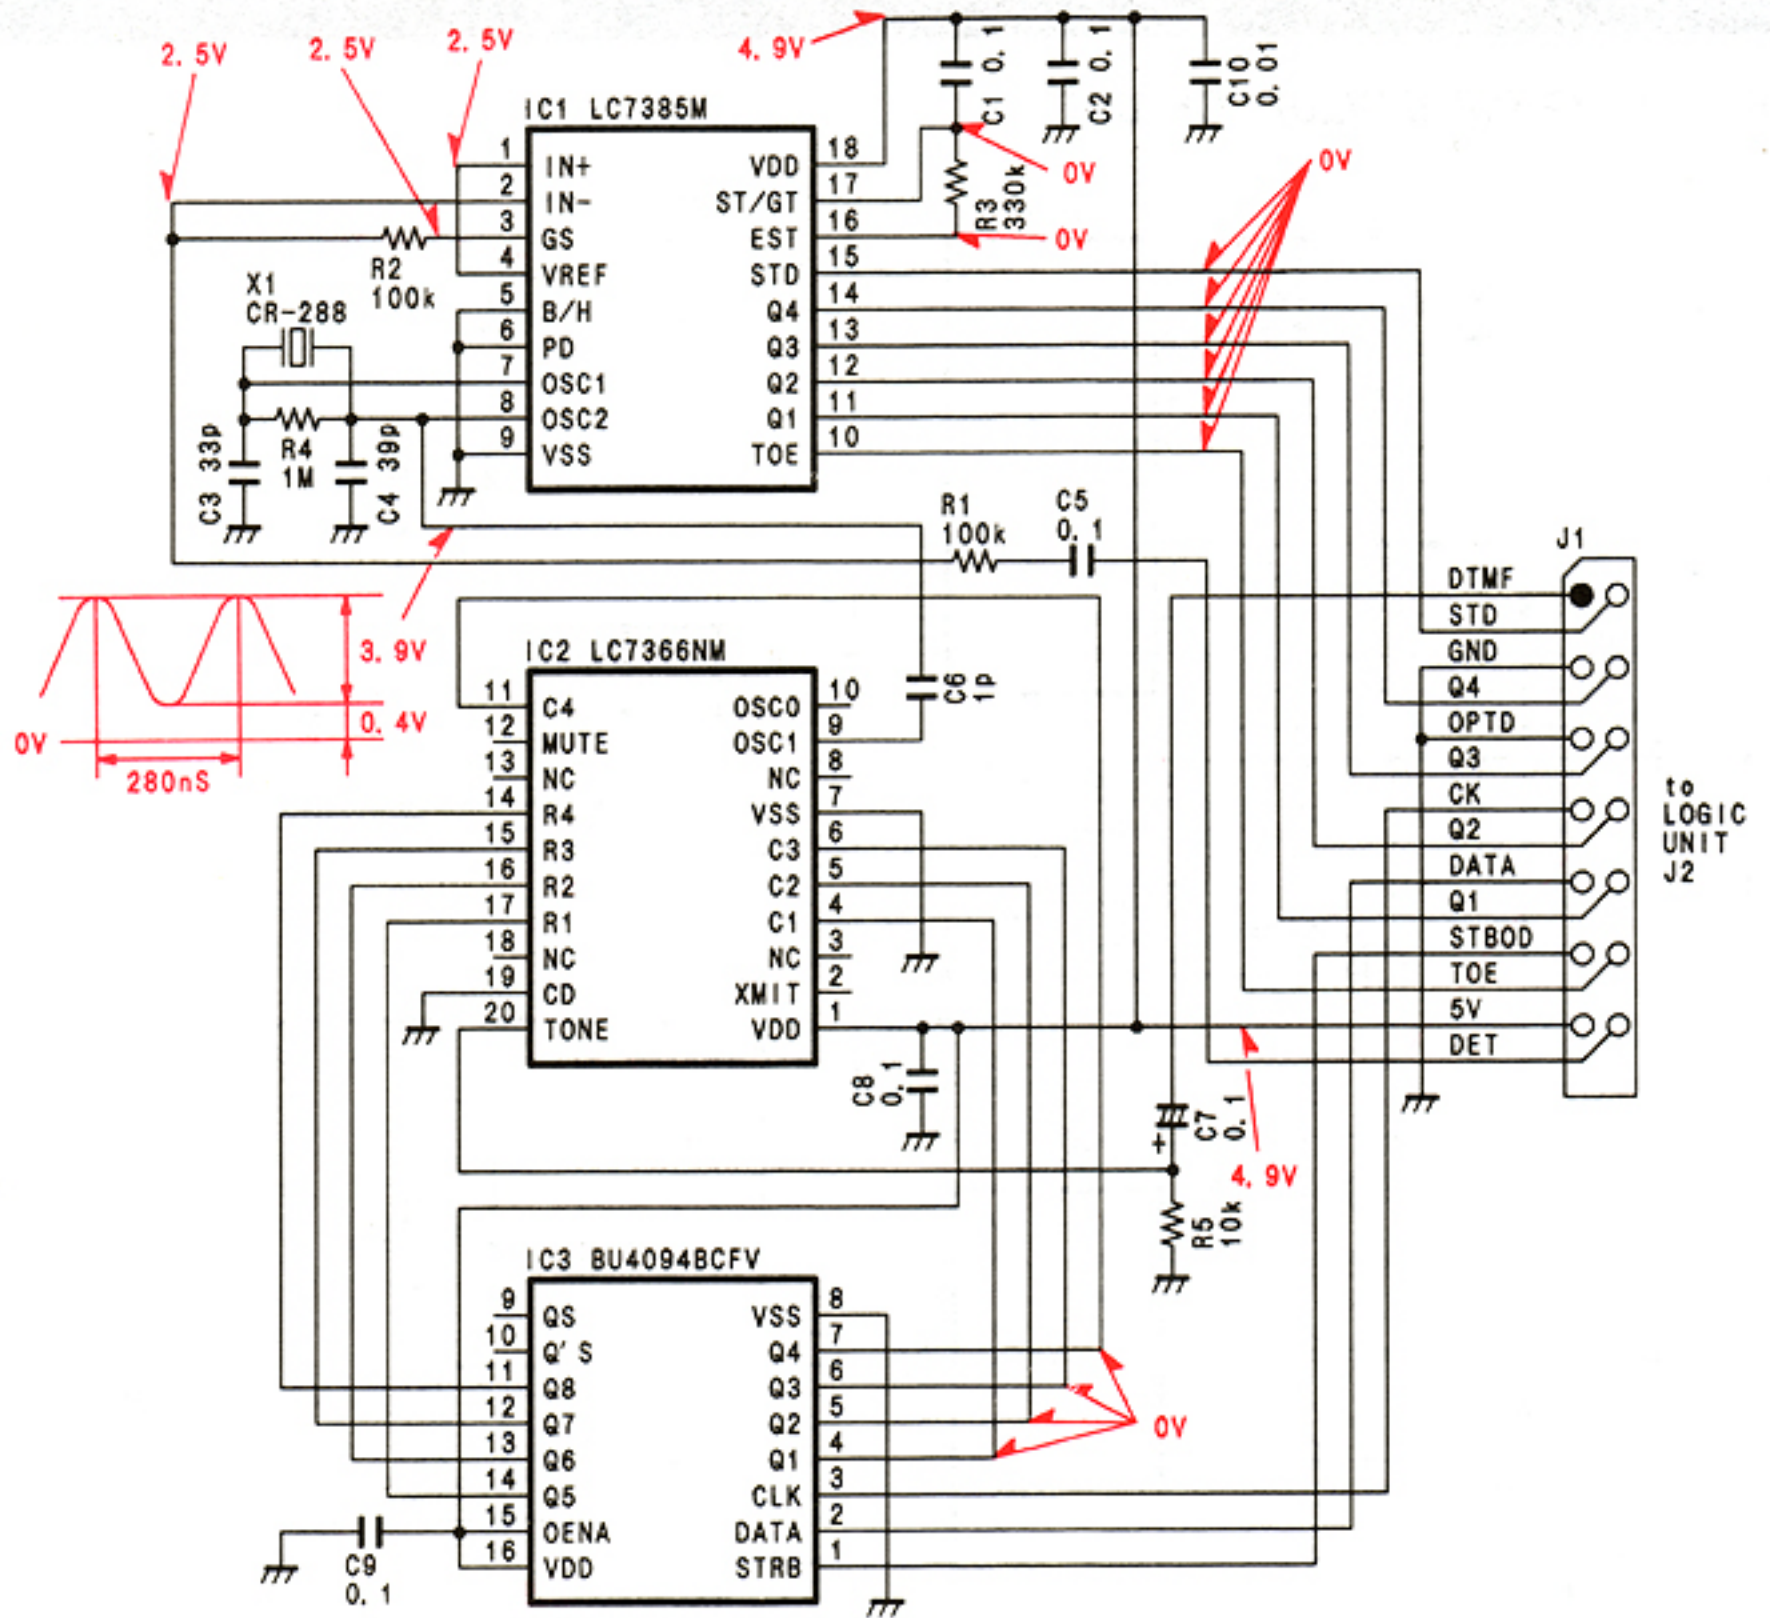 2.5V
2.5V
2.5V
4.9V
C1 0.1
C2 0.1
C10 0.01
IC1 LC7385M
1 IN+
2 IN-
3 GS
4 VREF
5 B/H
6 PD
7 OSC1
8 OSC2
9 VSS
VDD 18
ST/GT 17
EST 16
STD 15
Q4 14
Q3 13
Q2 12
Q1 11
TOE 10
0V
R3 330k
0V
0V
R2
100k
X1
CR-288
C3 33p
R4
1M
C4 39p
R1
100k
C5
0.1
3.9V
0.4V
0V
280nS
IC2 LC7366NM
11 C4
12 MUTE
13 NC
14 R4
15 R3
16 R2
17 R1
18 NC
19 CD
20 TONE
OSCO 10
OSC1 9
NC 8
VSS 7
C3 6
C2 5
C1 4
NC 3
XMIT 2
VDD 1
C6 1p
J1
DTMF
STD
GND
Q4
OPTD
Q3
CK
Q2
DATA
Q1
STBOD
TOE
5V
DET
to
LOGIC
UNIT
J2
C8 0.1
+
C7 0.1
4.9V
R5 10k
IC3 BU4094BCFV
9 QS
10 Q'S
11 Q8
12 Q7
13 Q6
14 Q5
15 OENA
16 VDD
VSS 8
Q4 7
Q3 6
Q2 5
Q1 4
CLK 3
DATA 2
STRB 1
0V
C9
0.1